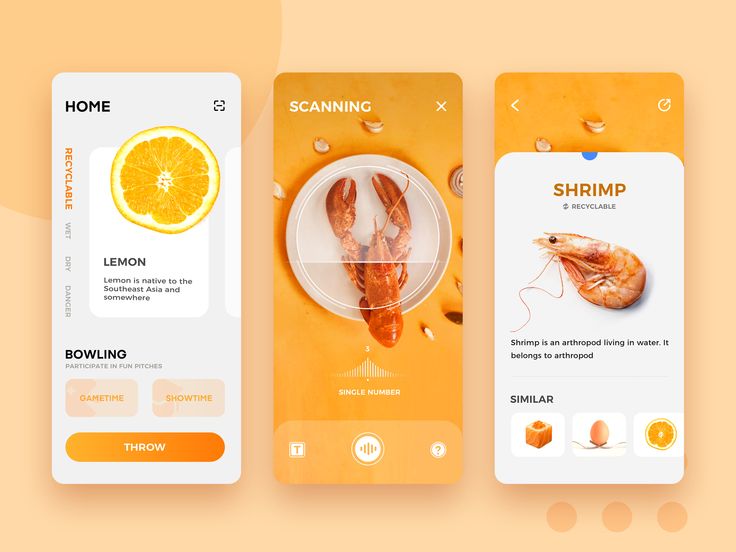 HOME
RECYCLABLE
WET
DRY
DANGER
LEMON
Lemon is native to the
Southeast Asia and
somewhere
BOWLING
PARTICIPATE IN FUN PITCHES
GAMETIME
SHOWTIME
THROW
SCANNING
3
SINGLE NUMBER
T
?
SHRIMP
RECYCLABLE
Shrimp is an arthropod living in water. It
belongs to arthropod
SIMILAR